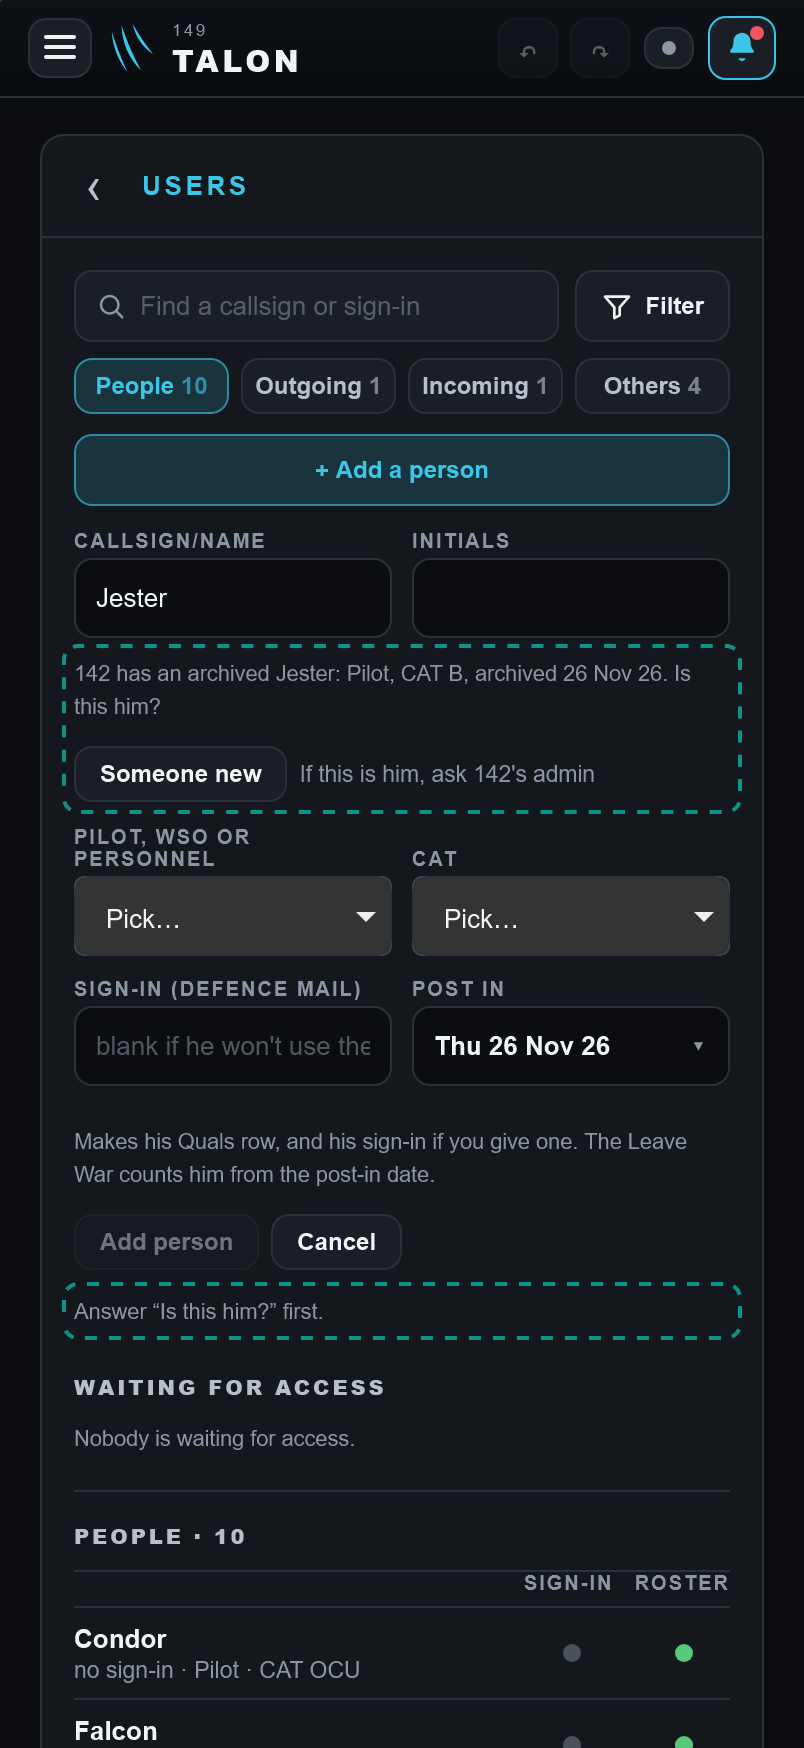 149
TALON
USERS
Find a callsign or sign-in
Filter
People 10
Outgoing 1
Incoming 1
Others 4
+ Add a person
CALLSIGN/NAME
INITIALS
Jester
142 has an archived Jester: Pilot, CAT B, archived 26 Nov 26. Is
this him?
Someone new
If this is him, ask 142's admin
PILOT, WSO OR
PERSONNEL
CAT
Pick…
Pick…
SIGN-IN (DEFENCE MAIL)
POST IN
blank if he won't use the
Thu 26 Nov 26
Makes his Quals row, and his sign-in if you give one. The Leave
War counts him from the post-in date.
Add person
Cancel
Answer “Is this him?” first.
WAITING FOR ACCESS
Nobody is waiting for access.
PEOPLE · 10
SIGN-IN
ROSTER
Condor
no sign-in · Pilot · CAT OCU
Falcon